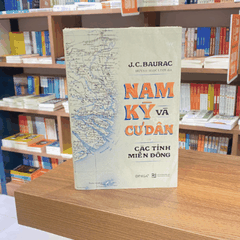 J.C. BAURAC
NAM
KỲ VÀ
CƯ DÂN
CÁC TỈNH
MIỀN ĐÔNG